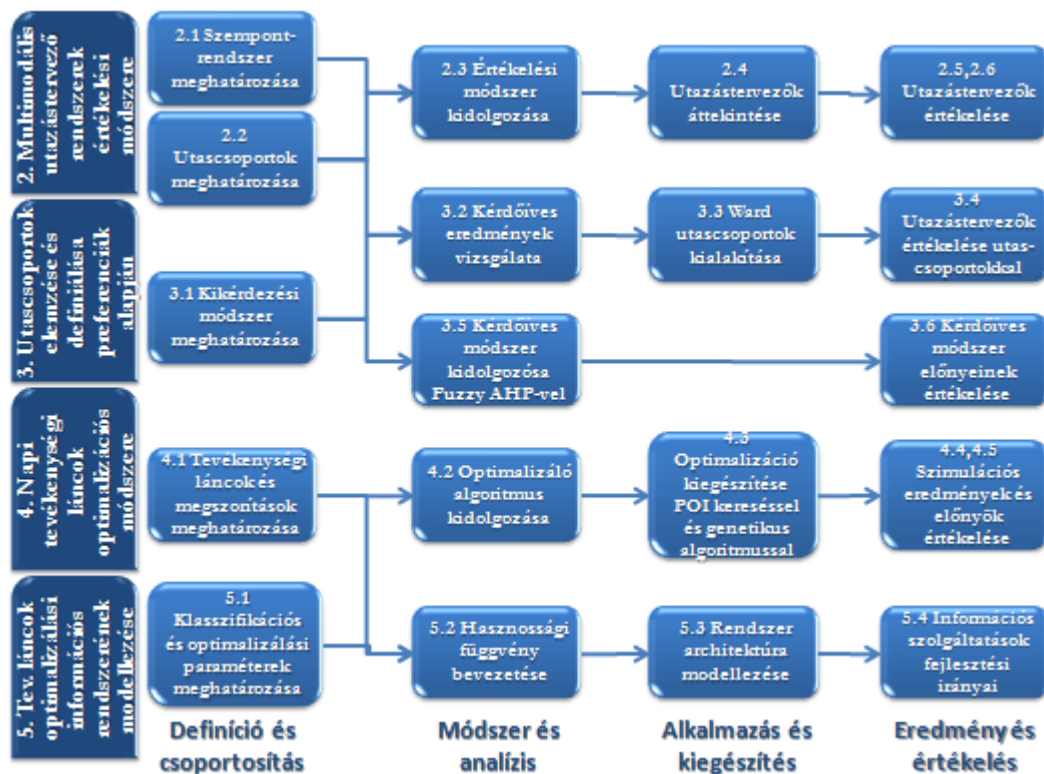 2. Multimodális
utazástervező
rendszerek
értékelési
módszere
2.1 Szempont-
rendszer
meghatározása
2.2
Utascsoportok
meghatározása
2.3 Értékelési
módszer
kidolgozása
2.4
Utazástervezők
áttekintése
2.5,2.6
Utazástervezők
értékelése
3. Utascsoportok
elemzése és
definiálása
preferenciák
alapján
3.1 Kikérdezési
módszer
meghatározása
3.2 Kérdőíves
eredmények
vizsgálata
3.3 Ward
utascsoportok
kialakítása
3.4
Utazástervezők
értékelése utas-
csoportokkal
3.5 Kérdőíves
módszer
kidolgozósa
Fuzzy AHP-vel
3.6 Kérdőíves
módszer
előnyeinek
értékelése
4. Napi
tevékenységi
láncok
optimalizációs
módszere
4.1 Tevékenységi
láncok és
megszontások
meghatározása
4.2 Optimalizáló
algoritmus
kidolgozása
4.3
Optimalizáció
kiegészítése
POI kereséssel
és genetikus
algoritmussal
4.4,4.5
Szimulációs
eredmények és
előnyök
értékelése
5. Tev. láncok
optimalizálási
információs
rendszerének
modellezése
5.1
Klasszifikációs
és optimalizálási
paraméterek
meghatározása
5.2 Hasznossági
függvény
bevezetése
5.3 Rendszer
architektúra
modellezése
5.4 Információs
szolgáltatások
fejlesztési
irányai
Definíció és
csoportosítás
Módszer és
analízis
Alkalmazás és
kiegészítés
Eredmény és
értékelés